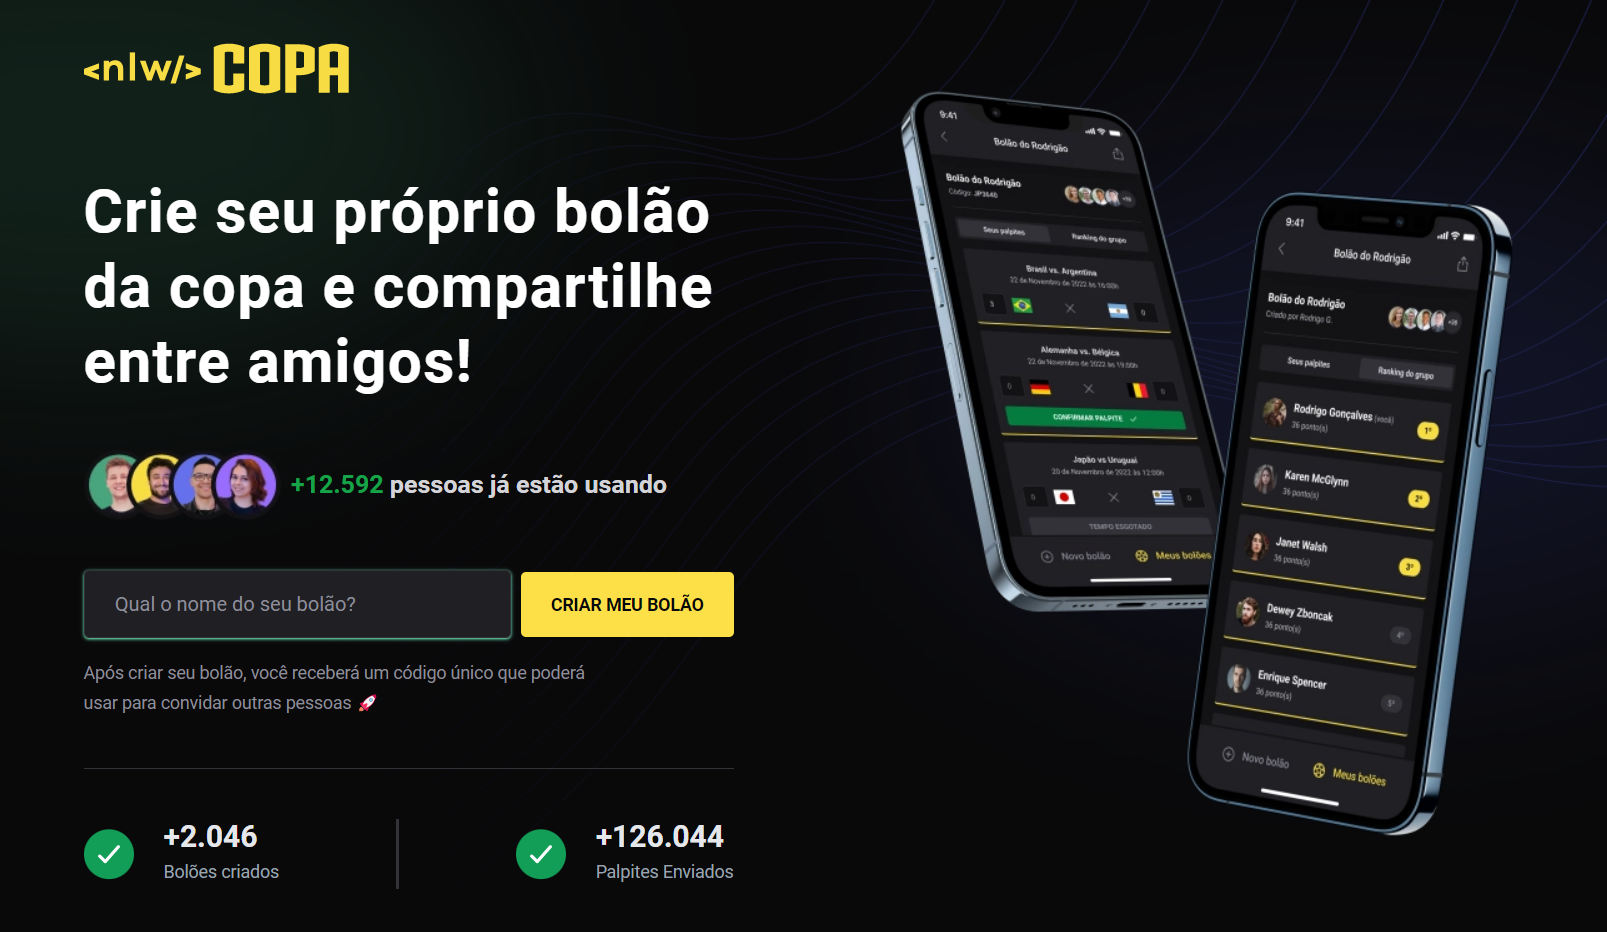 <nlw/> COPA
Crie seu próprio bolão
da copa e compartilhe
entre amigos!
+12.592 pessoas já estão usando
Qual o nome do seu bolão?
CRIAR MEU BOLÃO
Após criar seu bolão, você receberá um código único que poderá
usar para convidar outras pessoas 🚀
+2.046
Bolões criados
+126.044
Palpites Enviados
9:41
Bolão do Rodrigão
Bolão do Rodrigão
Código: JP3640
Seus palpites
Ranking do grupo
Brasil vs. Argentina
22 de Novembro de 2022 às 16:00h
3
0
Alemanha vs. Bélgica
22 de Novembro de 2022 às 19:00h
0
0
CONFIRMAR PALPITE
Japão vs Uruguai
20 de Novembro de 2022 às 12:00h
0
0
TEMPO ESGOTADO
Novo bolão
Meus bolões
9:41
Bolão do Rodrigão
Bolão do Rodrigão
Criado por Rodrigo G.
Seus palpites
Ranking do grupo
Rodrigo Gonçalves (você)
36 ponto(s)
1º
Karen McGlynn
36 ponto(s)
2º
Janet Walsh
36 ponto(s)
3º
Dewey Zboncak
36 ponto(s)
4º
Enrique Spencer
36 ponto(s)
5º
Novo bolão
Meus bolões